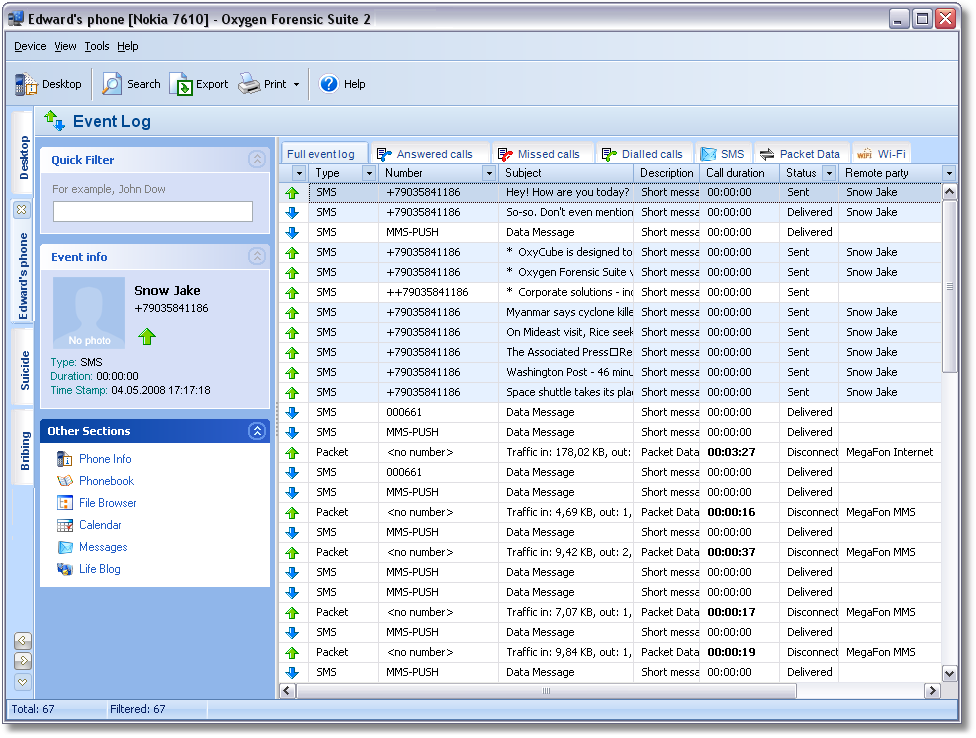 Edward's phone [Nokia 7610] - Oxygen Forensic Suite 2
Device View Tools Help
Desktop Search Export Print Help
Event Log
Desktop
Edward's phone
Suicide
Bribing
Quick Filter
For example, John Dow
Event info
Snow Jake
+79035841186
No photo
Type: SMS
Duration: 00:00:00
Time Stamp: 04.05.2008 17:17:18
Other Sections
Phone Info
Phonebook
File Browser
Calendar
Messages
Life Blog
Full event log Answered calls Missed calls Dialled calls SMS Packet Data WiFi Wi-Fi
Type Number Subject Description Call duration Status Remote party
SMS +79035841186 Hey! How are you today? Short messa 00:00:00 Sent Snow Jake
SMS +79035841186 So-so. Don't even mention Short messa 00:00:00 Delivered Snow Jake
SMS MMS-PUSH Data Message Short messa 00:00:00 Delivered
SMS +79035841186 * OxyCube is designed to Short messa 00:00:00 Sent Snow Jake
SMS +79035841186 * Oxygen Forensic Suite v Short messa 00:00:00 Sent Snow Jake
SMS ++79035841186 * Corporate solutions - inc Short messa 00:00:00 Sent
SMS +79035841186 Myanmar says cyclone kille Short messa 00:00:00 Sent Snow Jake
SMS +79035841186 On Mideast visit, Rice seek Short messa 00:00:00 Sent Snow Jake
SMS +79035841186 The Associated Press□Re Short messa 00:00:00 Sent Snow Jake
SMS +79035841186 Washington Post - 46 minu Short messa 00:00:00 Sent Snow Jake
SMS +79035841186 Space shuttle takes its pla Short messa 00:00:00 Sent Snow Jake
SMS 000661 Data Message Short messa 00:00:00 Delivered
SMS MMS-PUSH Data Message Short messa 00:00:00 Delivered
Packet <no number> Traffic in: 178,02 KB, out: Packet Data 00:03:27 Disconnect MegaFon Internet
SMS 000661 Data Message Short messa 00:00:00 Delivered
SMS MMS-PUSH Data Message Short messa 00:00:00 Delivered
Packet <no number> Traffic in: 4,69 KB, out: 1, Packet Data 00:00:16 Disconnect MegaFon MMS
SMS MMS-PUSH Data Message Short messa 00:00:00 Delivered
Packet <no number> Traffic in: 9,42 KB, out: 2, Packet Data 00:00:37 Disconnect MegaFon MMS
SMS MMS-PUSH Data Message Short messa 00:00:00 Delivered
SMS MMS-PUSH Data Message Short messa 00:00:00 Delivered
Packet <no number> Traffic in: 7,07 KB, out: 1, Packet Data 00:00:17 Disconnect MegaFon MMS
SMS MMS-PUSH Data Message Short messa 00:00:00 Delivered
Packet <no number> Traffic in: 9,84 KB, out: 1, Packet Data 00:00:19 Disconnect MegaFon MMS
SMS MMS-PUSH Data Message Short messa 00:00:00 Delivered
Total: 67 Filtered: 67